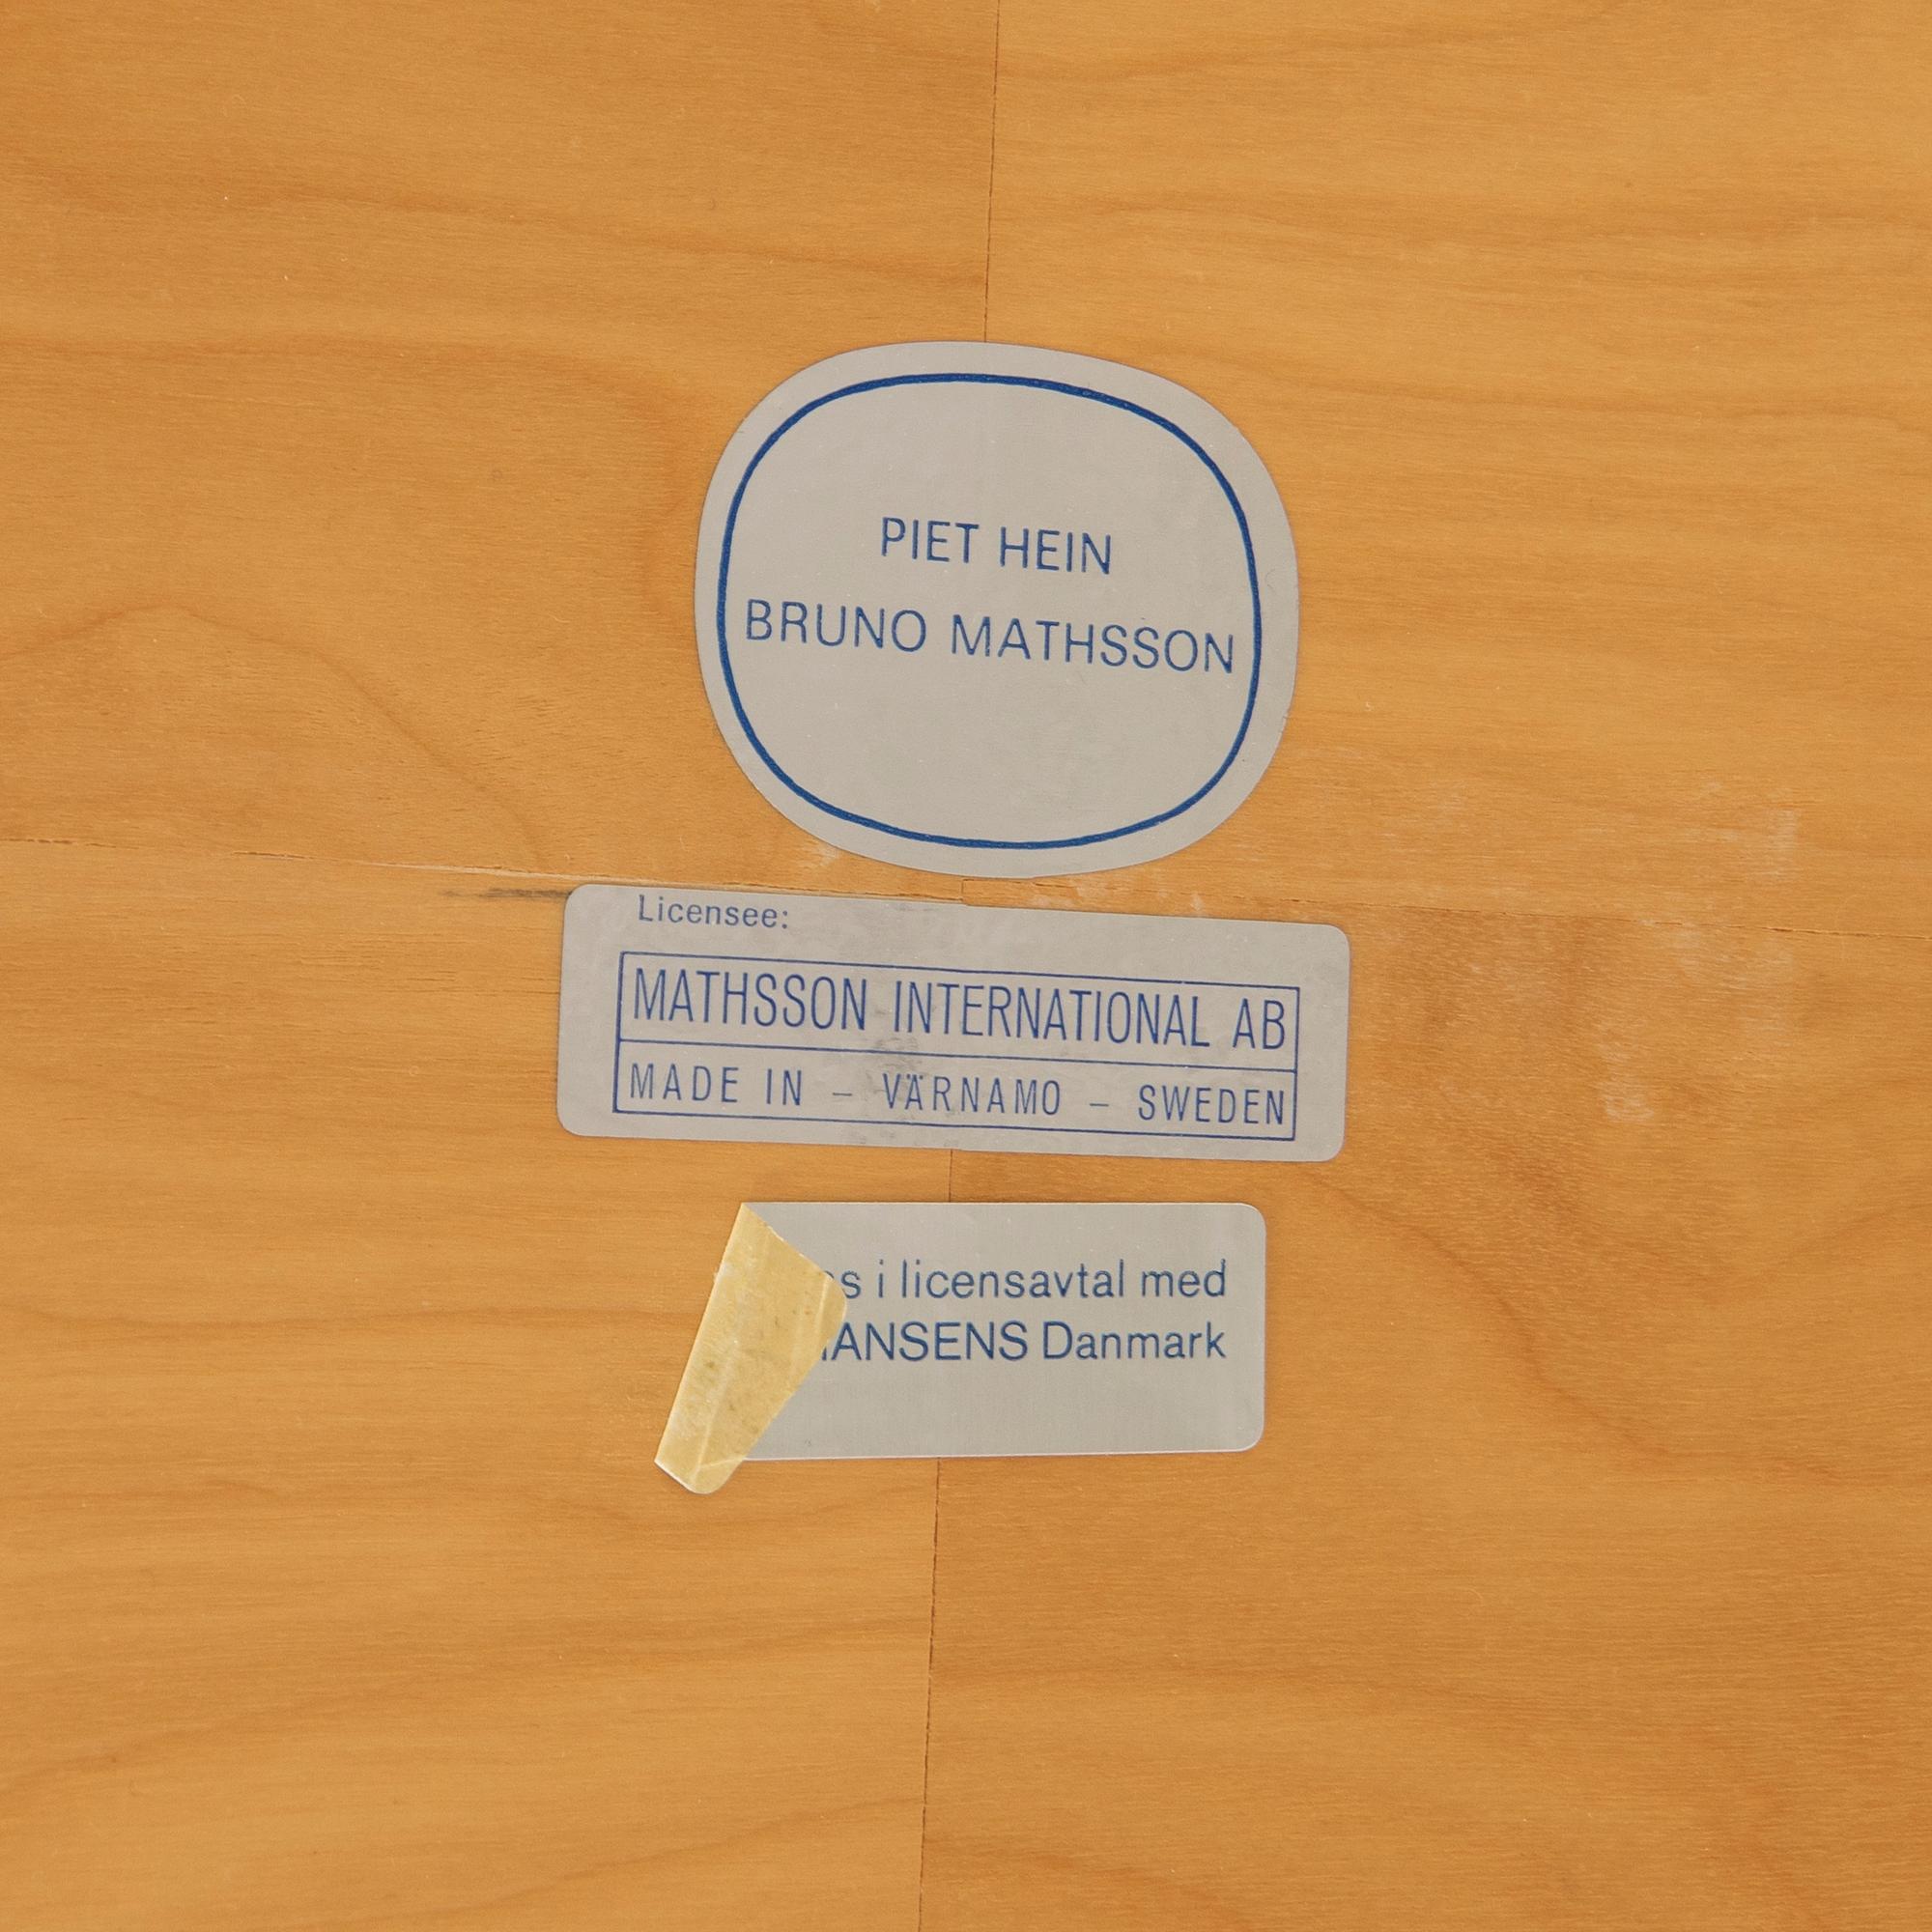 PIET HEIN
BRUNO MATHSSON
Licensee:
MATHSSON INTERNATIONAL AB
MADE IN – VÄRNAMO – SWEDEN
i licensavtal med
Danmark